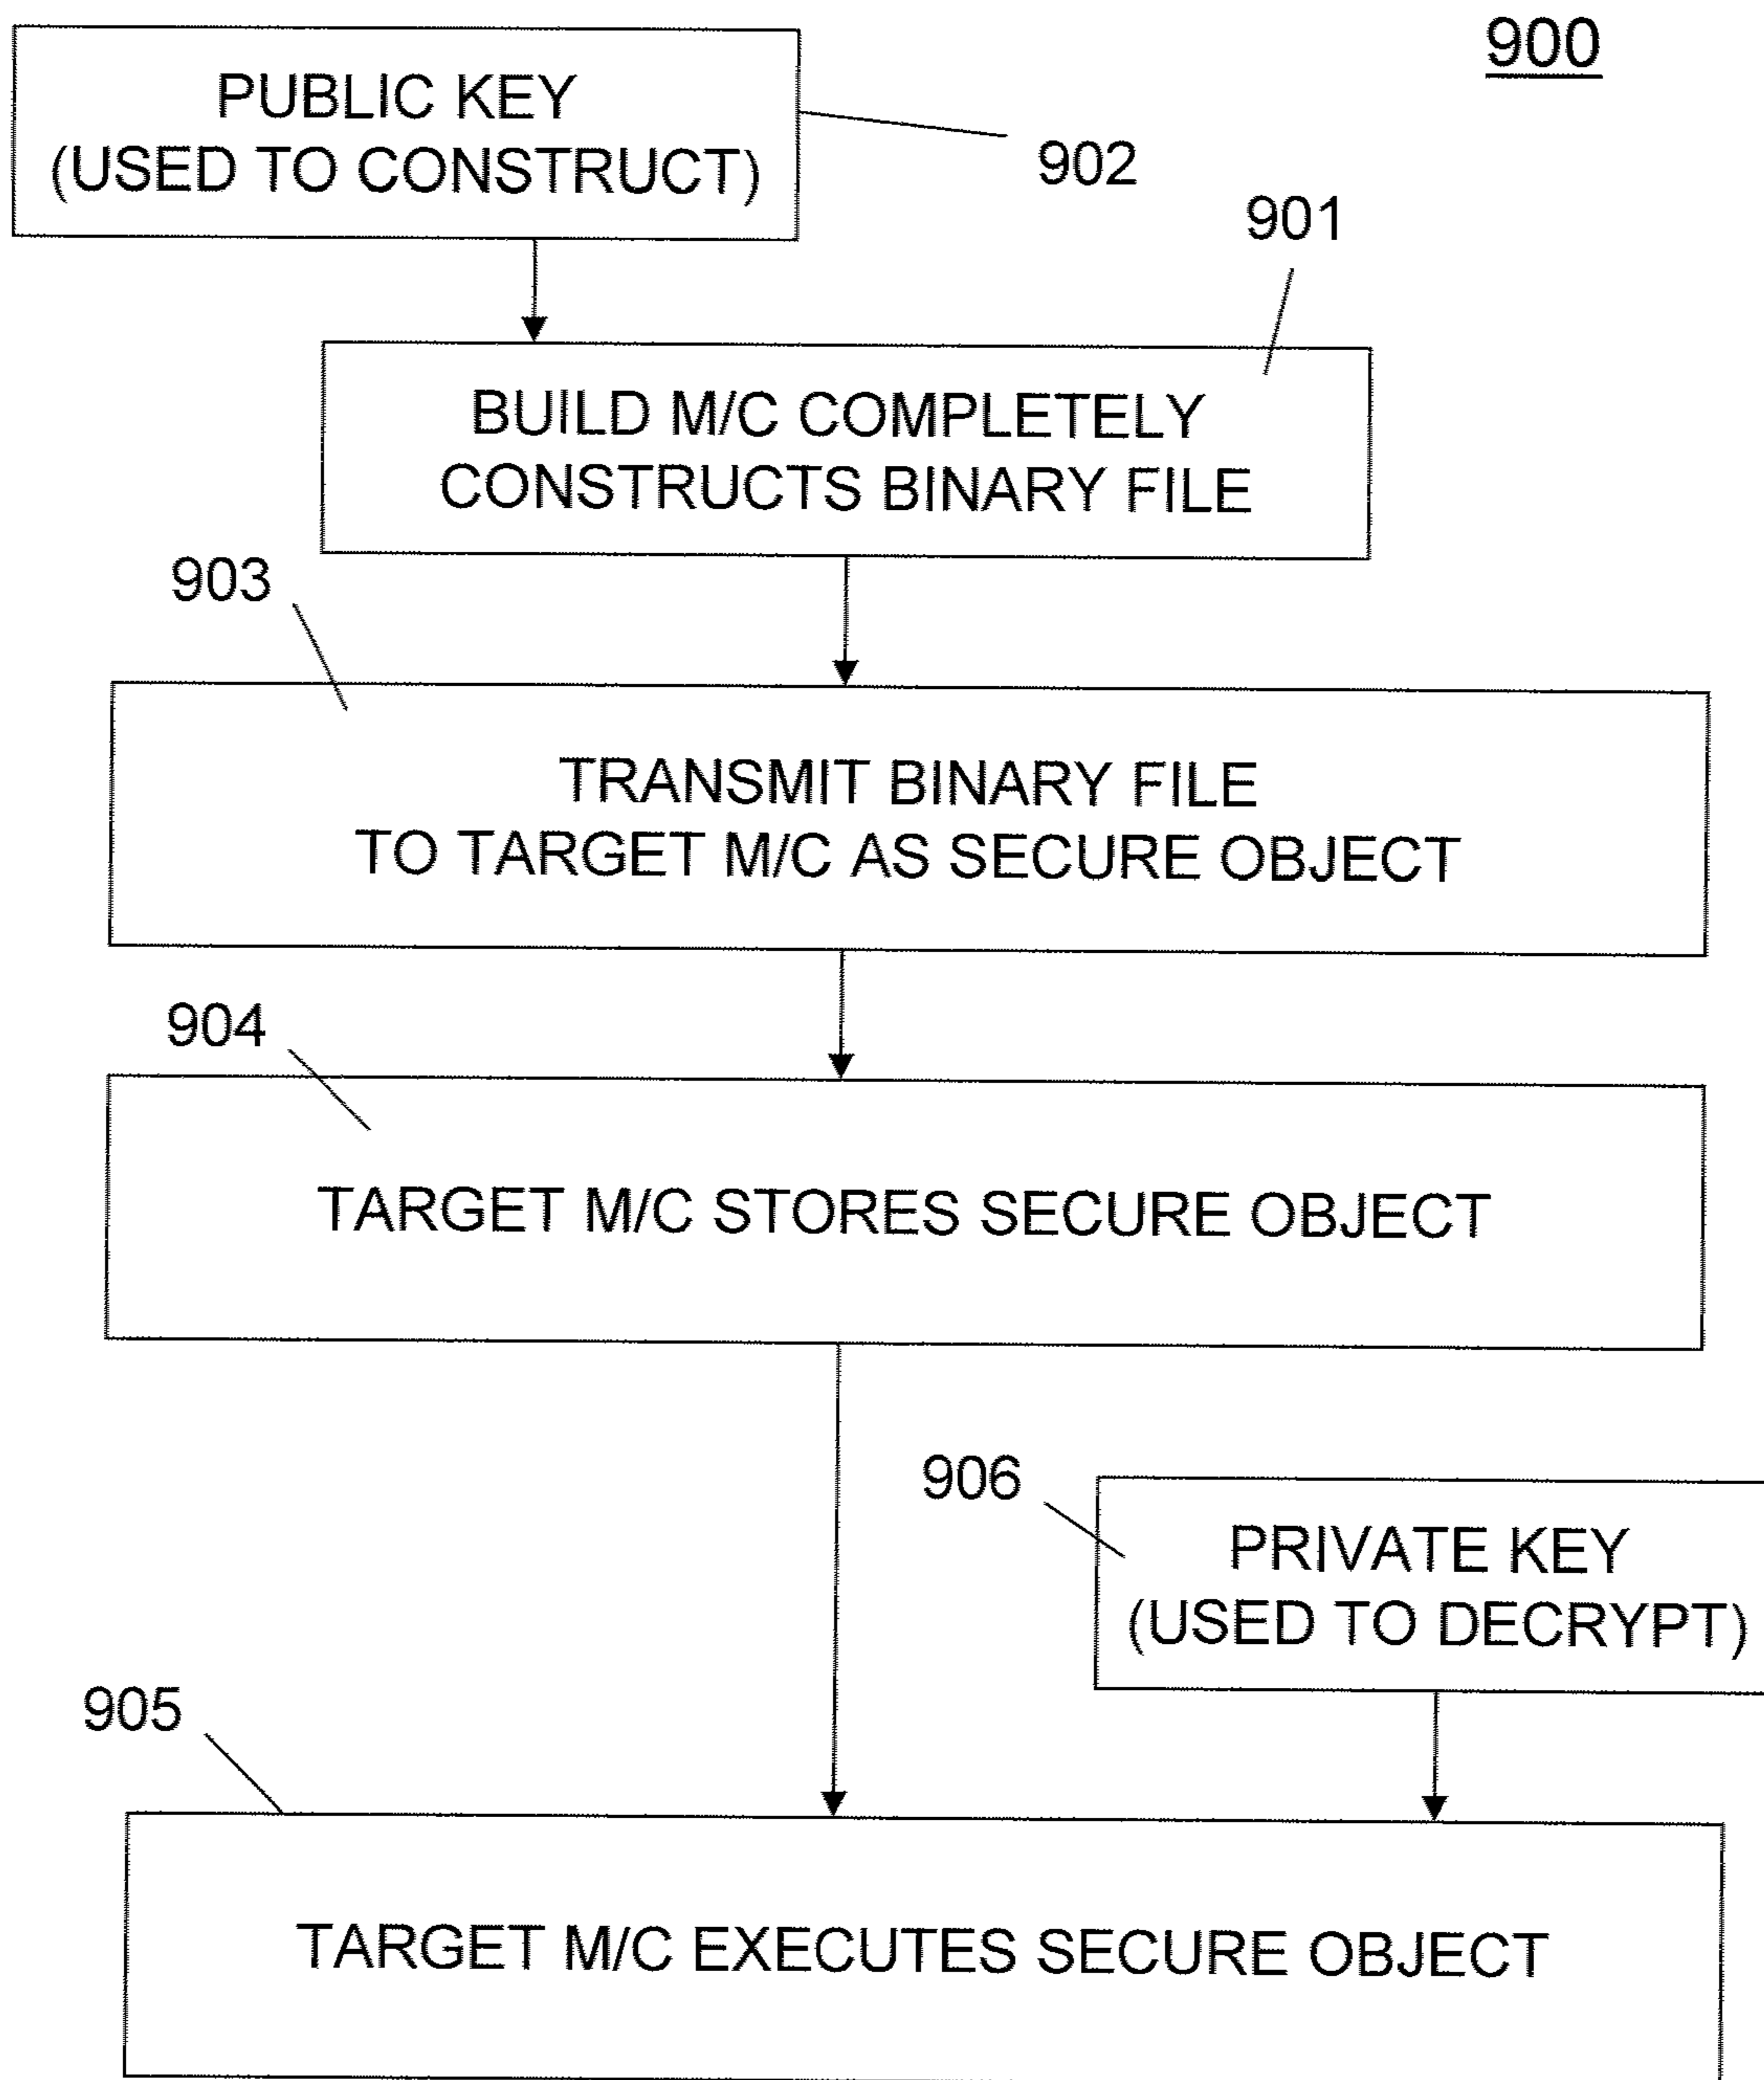 900
PUBLIC KEY
(USED TO CONSTRUCT)
902
901
BUILD M/C COMPLETELY
CONSTRUCTS BINARY FILE
903
TRANSMIT BINARY FILE
TO TARGET M/C AS SECURE OBJECT
904
TARGET M/C STORES SECURE OBJECT
906
PRIVATE KEY
(USED TO DECRYPT)
905
TARGET M/C EXECUTES SECURE OBJECT